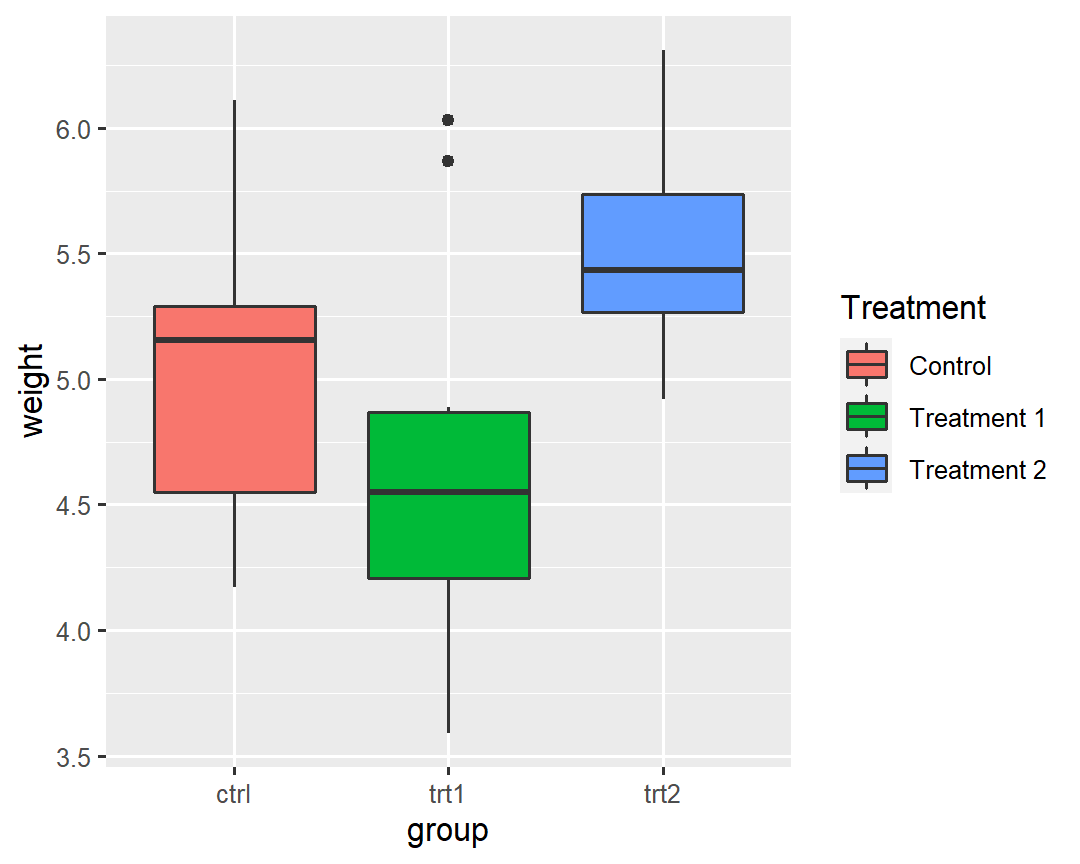 6.0
5.5
5.0
4.5
4.0
3.5
weight
ctrl
trt1
trt2
group
Treatment
Control
Treatment 1
Treatment 2